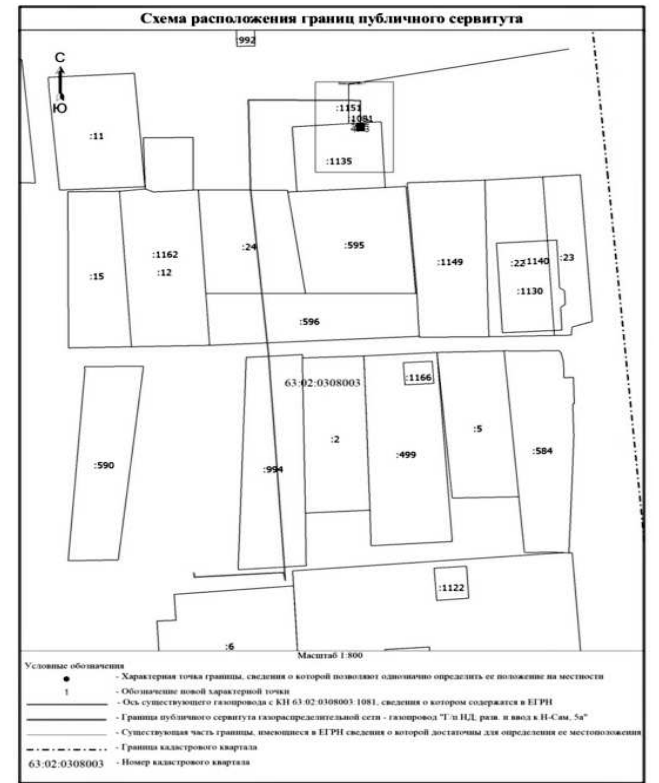 Схема расположения границ публичного сервитута
:992
С
Ю
:1151
:1081
:11
:1135
:24
:595
:1162
:12
:15
:1149
:22
:1140
:23
:1130
:596
63:02:0308003
:1166
:2
:5
:499
:584
:590
:994
:1122
:6
Масштаб 1:800
Условные обозначения
- Характерная точка границы, сведения о которой позволяют однозначно определить ее положение на местности
1 - Обозначение новой характерной точки
- Ось существующего газопровода с КН 63:02:0308003:1081, сведения о котором содержатся в ЕГРН
- Граница публичного сервитута газораспределительной сети - газопровод "Г/п НД, разв. и ввод к Н-Сам, 5а"
- Существующая часть границы, имеющиеся в ЕГРН сведения о которой достаточны для определения ее местоположения
- Граница кадастрового квартала
63:02:0308003 - Номер кадастрового квартала